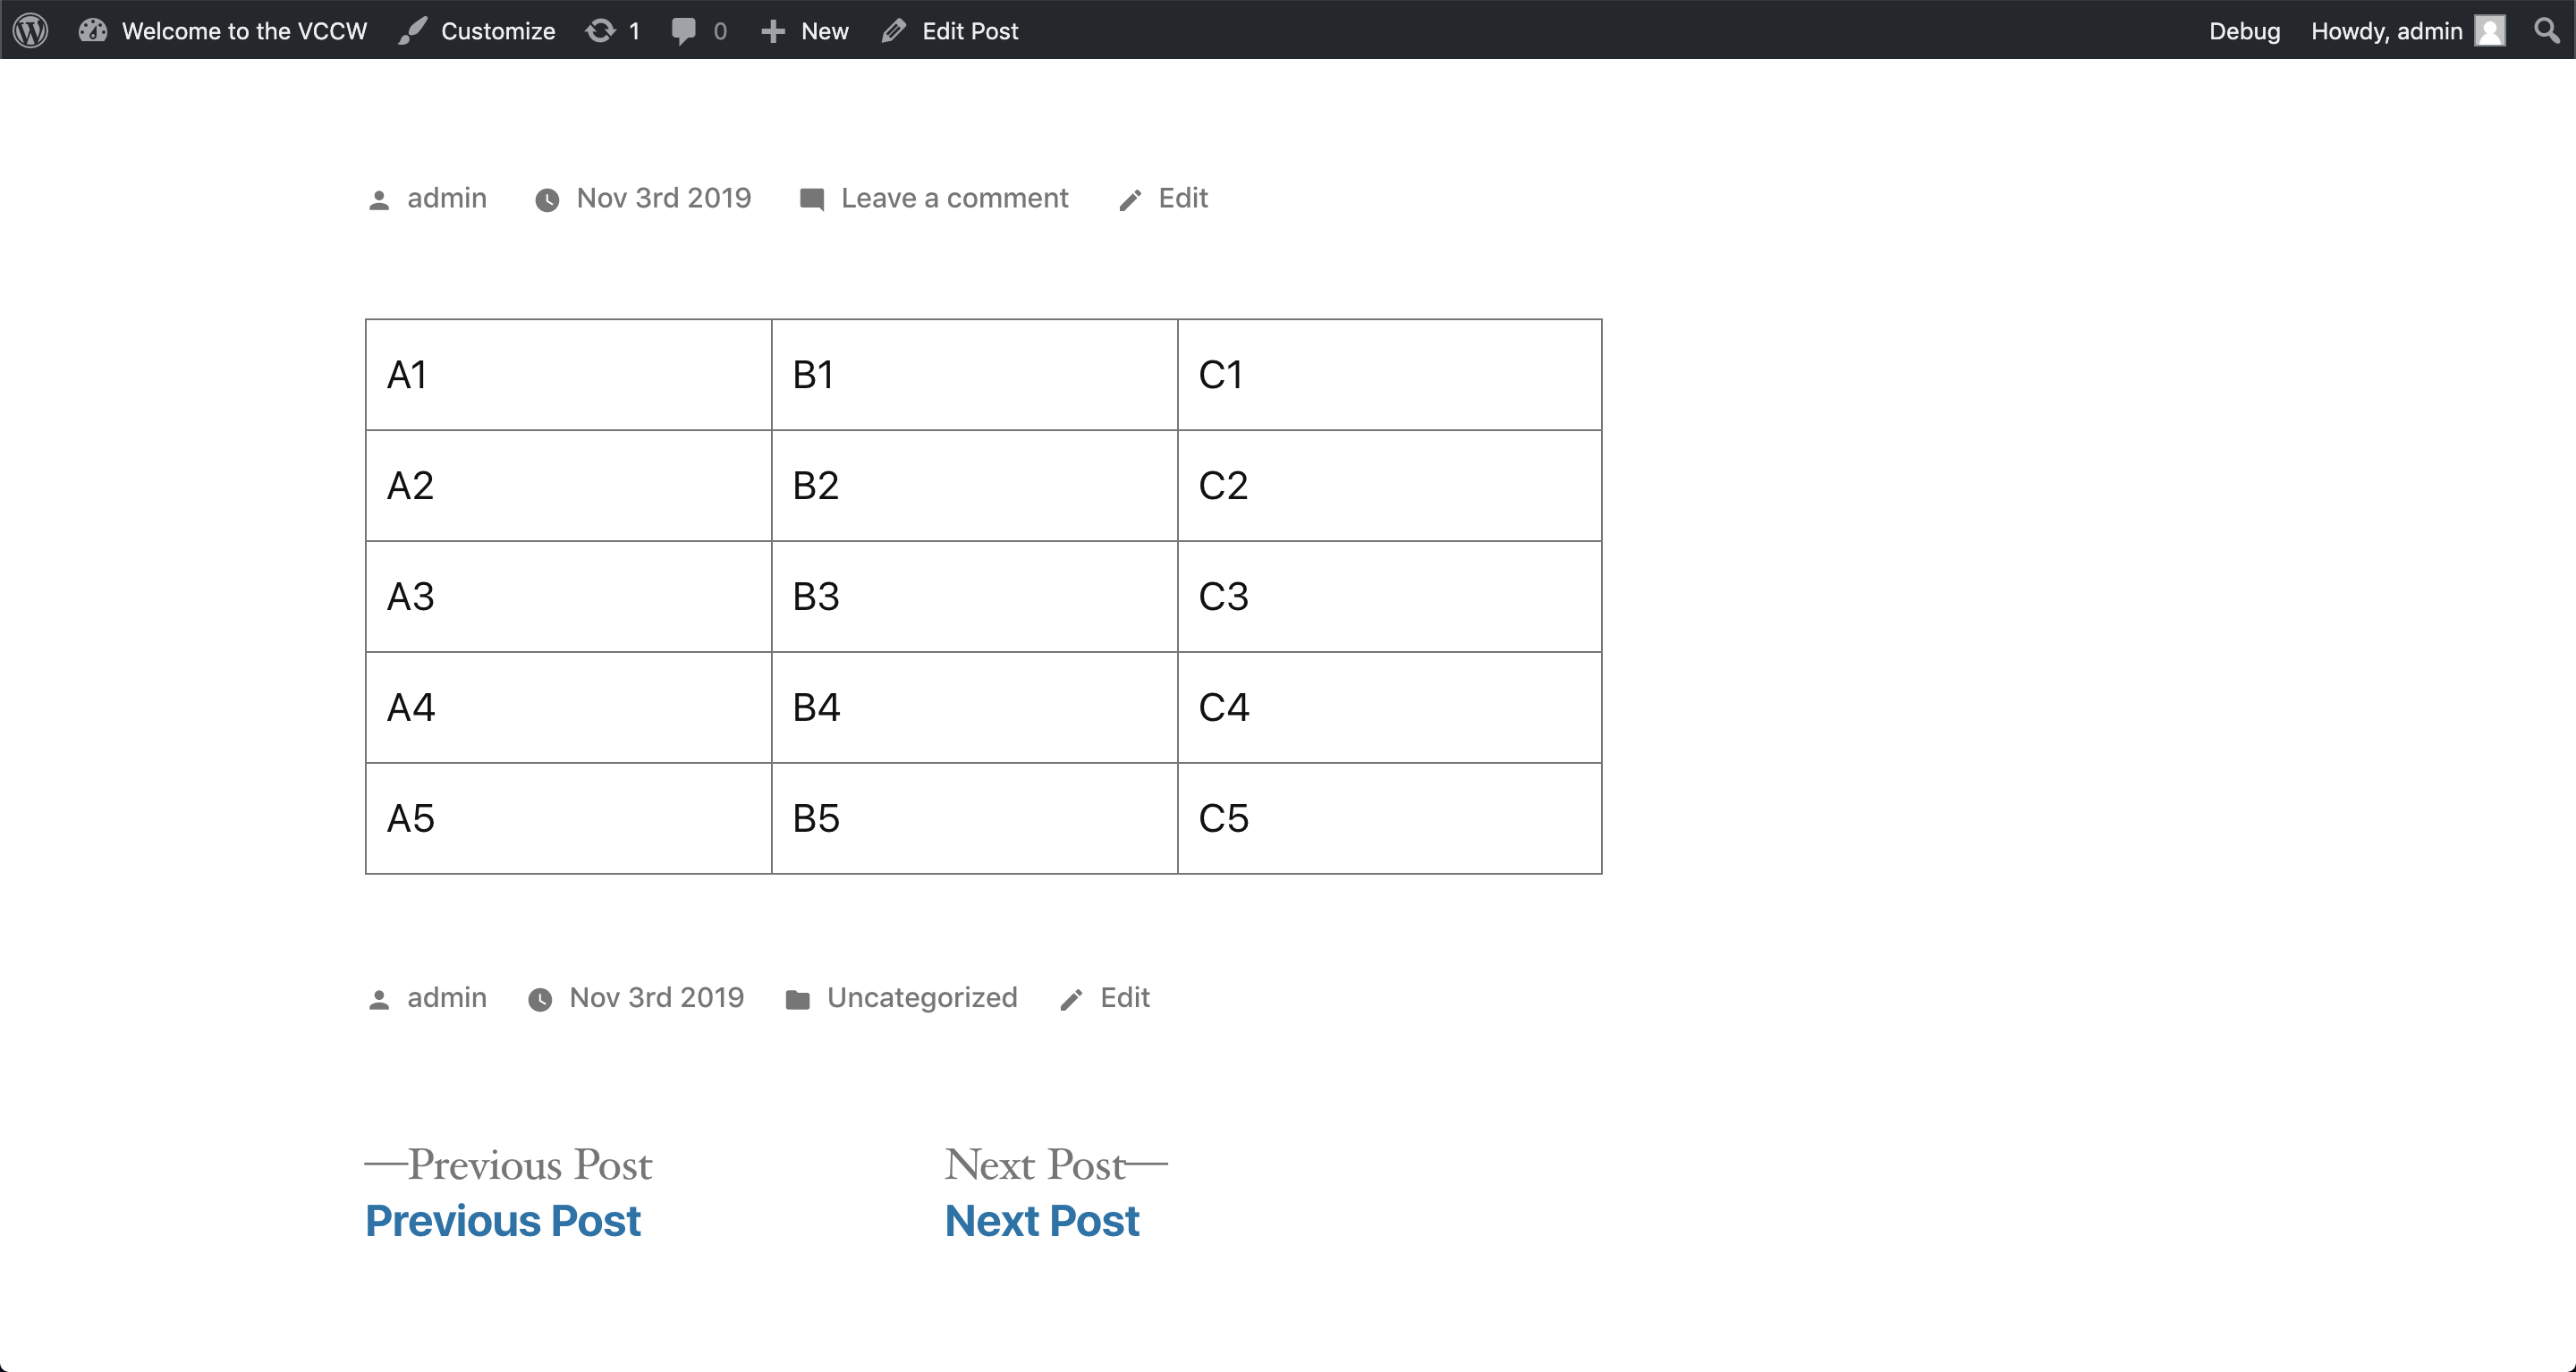 Welcome to the VCCW Customize 1 0 New Edit Post Debug Howdy, admin
admin Nov 3rd 2019 Leave a comment Edit
A1 B1 C1
A2 B2 C2
A3 B3 C3
A4 B4 C4
A5 B5 C5
admin Nov 3rd 2019 Uncategorized Edit
—Previous Post Next Post—
Previous Post Next Post